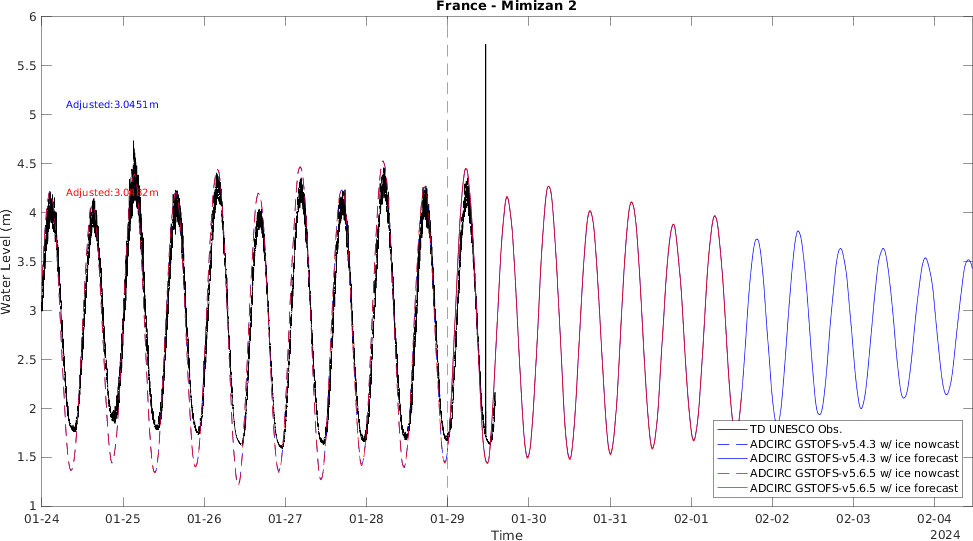 France - Mimizan 2
Water Level (m)
6
5.5
5
4.5
4
3.5
3
2.5
2
1.5
1
Adjusted:3.0451m
TD UNESCO Obs.
ADCIRC GSTOFS-v5.4.3 w/ ice nowcast
ADCIRC GSTOFS-v5.4.3 w/ ice forecast
ADCIRC GSTOFS-v5.6.5 w/ ice nowcast
ADCIRC GSTOFS-v5.6.5 w/ ice forecast
01-24 01-25 01-26 01-27 01-28 01-29 01-30 01-31 02-01 02-02 02-03 02-04
Time
2024